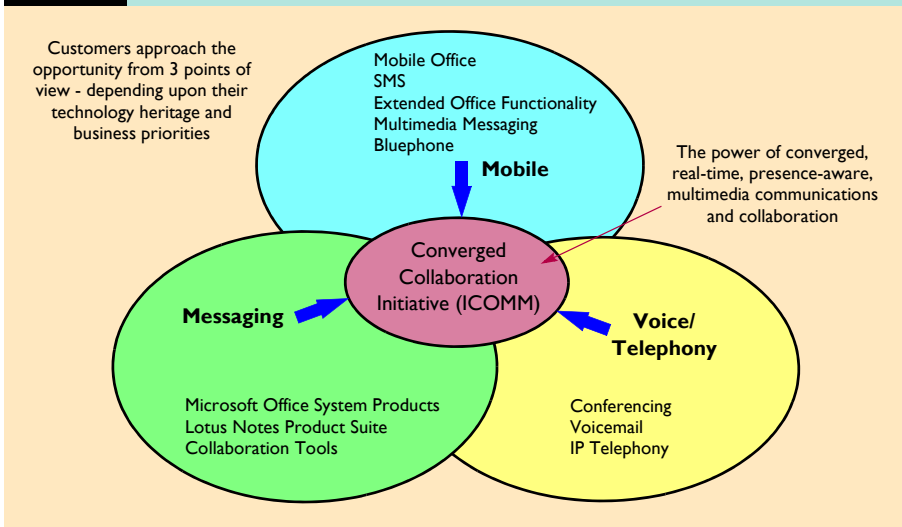 Customers approach the
opportunity from 3 points of
view - depending upon their
technology heritage and
business priorities
Mobile Office
SMS
Extended Office Functionality
Multimedia Messaging
Bluephone
Mobile
The power of converged,
real-time, presence-aware,
multimedia communications
and collaboration
Converged
Collaboration
Initiative (ICOMM)
Messaging
Voice/
Telephony
Microsoft Office System Products
Lotus Notes Product Suite
Collaboration Tools
Conferencing
Voicemail
IP Telephony